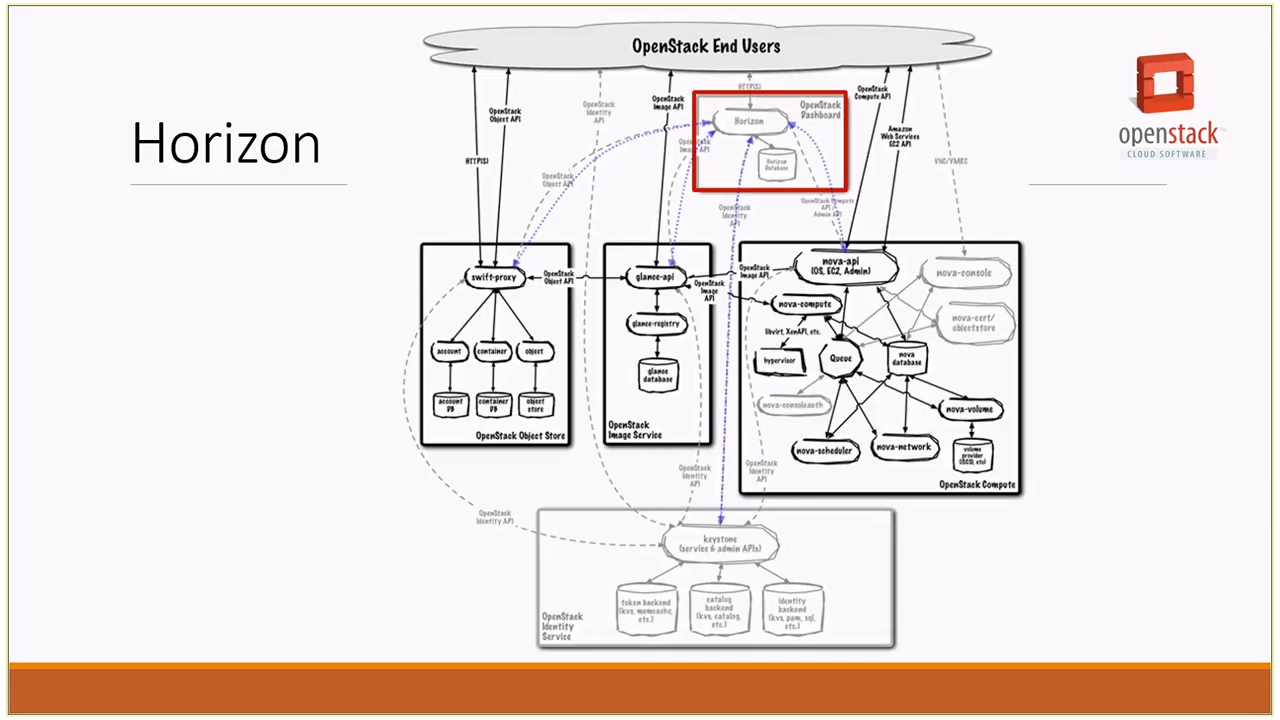 Horizon
OpenStack End Users
openstack
CLOUD SOFTWARE
HTTP(S)
OpenStack
Object API
OpenStack
Identity
API
OpenStack
Image API
HTTP(S)
OpenStack
Dashboard
Horizon
Horizon
Database
OpenStack
Compute API
Amazon
Web Services
EC2 API
VNC/VMRC
OpenStack
Image API
OpenStack
Object API
OpenStack
Identity
API
OpenStack Compute
API
Admin API
swift-proxy
OpenStack
Object API
account
container
object
account
DB
container
DB
object
store
OpenStack Object Store
glance-api
OpenStack
Image API
OpenStack
Image
API
glance-registry
glance
database
OpenStack
Image Service
nova-api
(OS, EC2, Admin)
nova-console
nova-compute
nova-cert/
objectstore
libvirt, XenAPI, etc.
hypervisor
Queue
nova
database
nova-consoleauth
nova-volume
nova-scheduler
nova-network
volume
provider
(iSCSI, etc)
OpenStack Compute
OpenStack
Identity
API
OpenStack
Identity
API
OpenStack
Identity API
keystone
(service & admin APIs)
token backend
(kvs, memcache,
etc.)
catalog
backend
(kvs, catalog,
etc.)
identity
backend
(kvs, pam, sql,
etc.)
OpenStack
Identity
Service